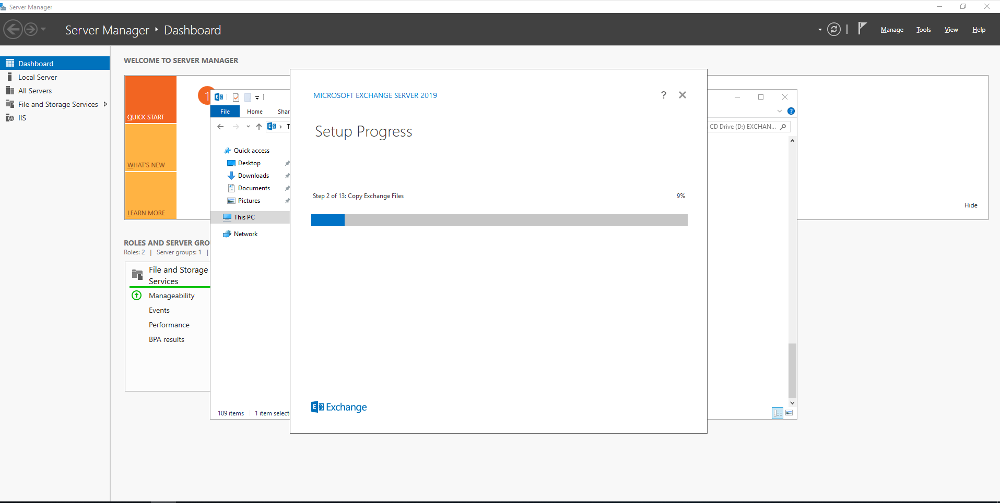 Server Manager
Server Manager ‣ Dashboard
Manage Tools View Help
Dashboard
Local Server
All Servers
File and Storage Services
IIS
WELCOME TO SERVER MANAGER
QUICK START
WHAT'S NEW
LEARN MORE
1
File Home Shar
T
CD Drive (D:) EXCHAN...
Quick access
Desktop
Downloads
Documents
Pictures
This PC
Network
109 items 1 item select
MICROSOFT EXCHANGE SERVER 2019
?
Setup Progress
Step 2 of 13: Copy Exchange Files 9%
Exchange
Hide
ROLES AND SERVER GRO
Roles: 2 | Server groups: 1 |
File and Storage
Services
Manageability
Events
Performance
BPA results